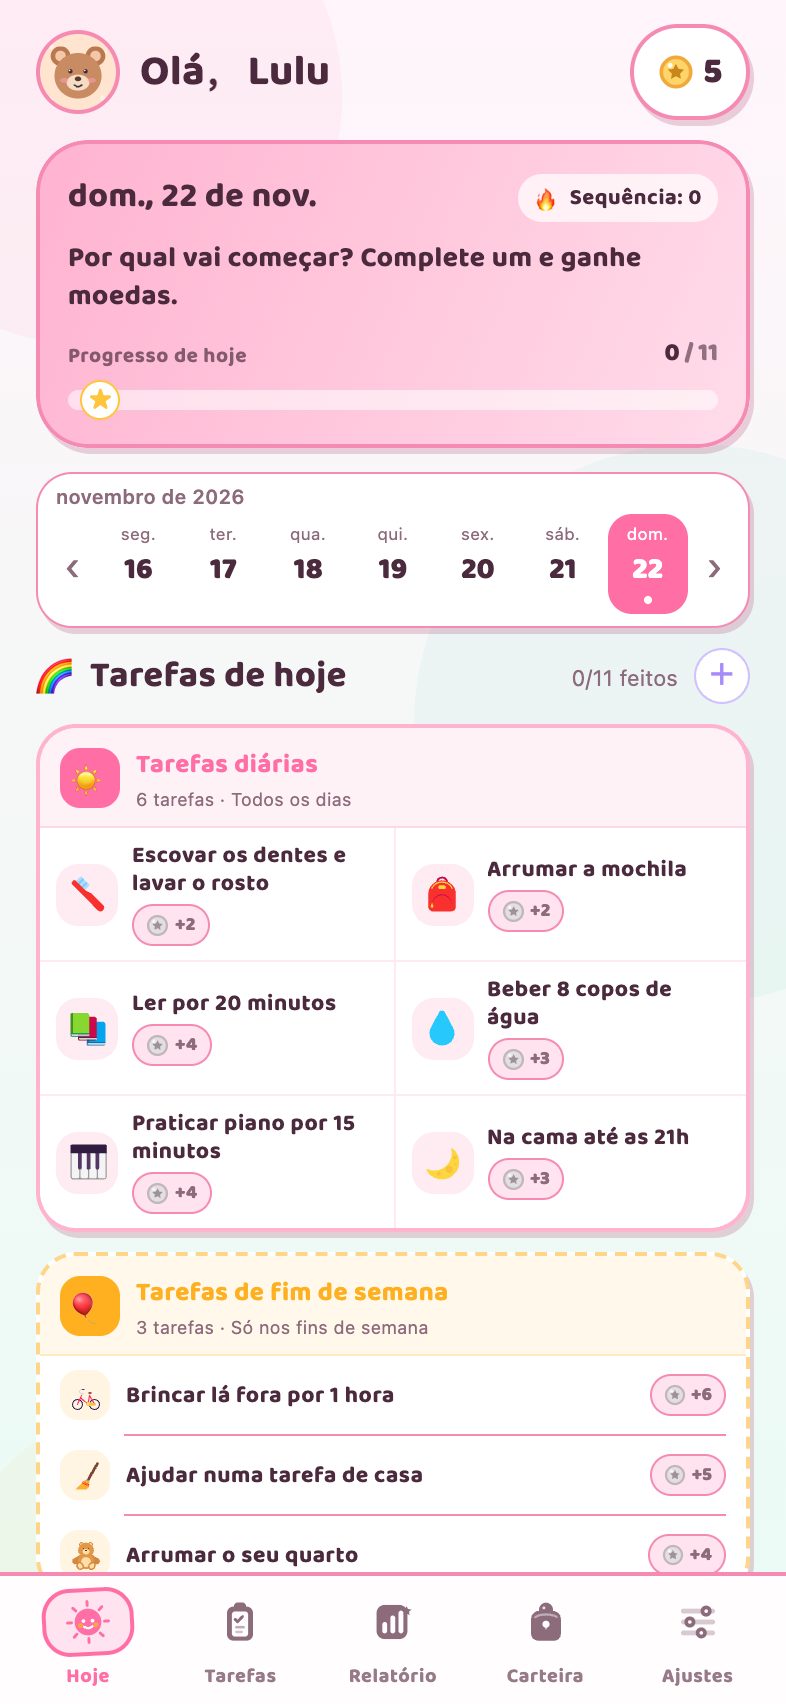 Olá, Lulu
5
dom., 22 de nov.
Sequência: 0
Por qual vai começar? Complete um e ganhe
moedas.
Progresso de hoje
0 / 11
novembro de 2026
seg. ter. qua. qui. sex. sáb. dom.
‹ 16 17 18 19 20 21 22 ›
Tarefas de hoje
0/11 feitos
+
Tarefas diárias
6 tarefas · Todos os dias
Escovar os dentes e
lavar o rosto
+2
Arrumar a mochila
+2
Ler por 20 minutos
+4
Beber 8 copos de
água
+3
Praticar piano por 15
minutos
+4
Na cama até as 21h
+3
Tarefas de fim de semana
3 tarefas · Só nos fins de semana
Brincar lá fora por 1 hora
+6
Ajudar numa tarefa de casa
+5
Arrumar o seu quarto
+4
Hoje
Tarefas
Relatório
Carteira
Ajustes